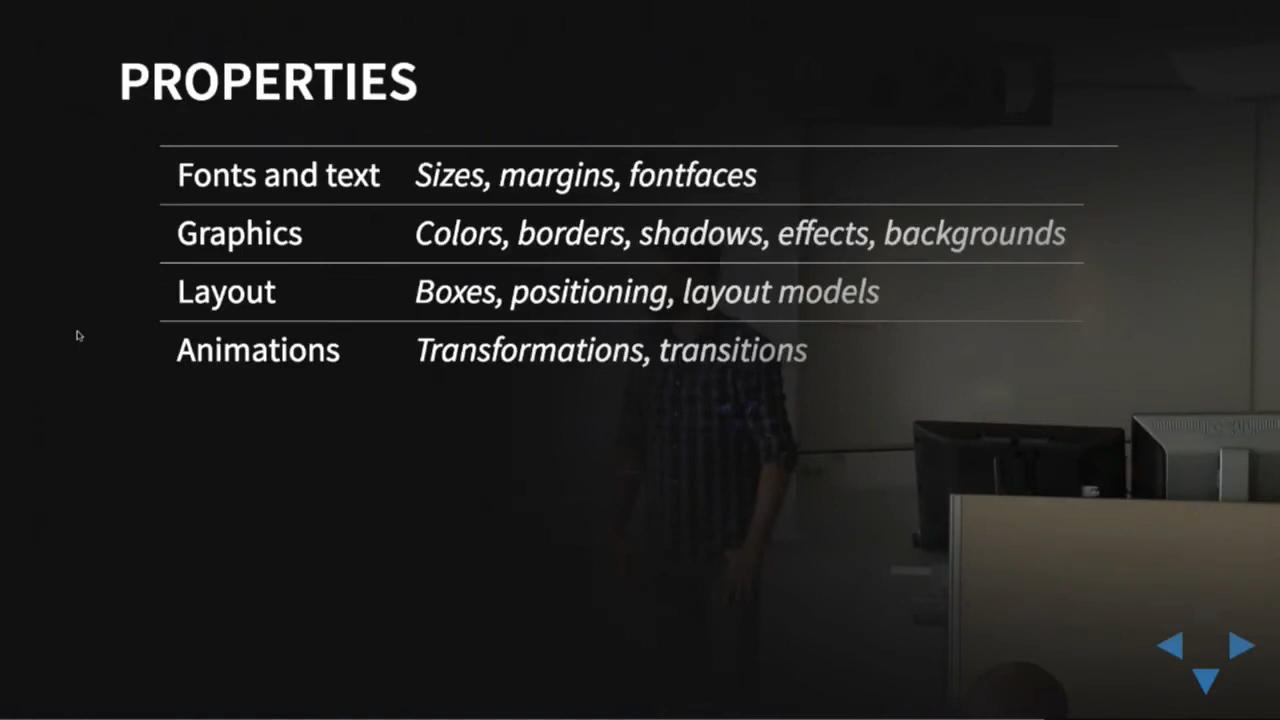 PROPERTIES
Fonts and text Sizes, margins, fontfaces
Graphics Colors, borders, shadows, effects, backgrounds
Layout Boxes, positioning, layout models
Animations Transformations, transitions